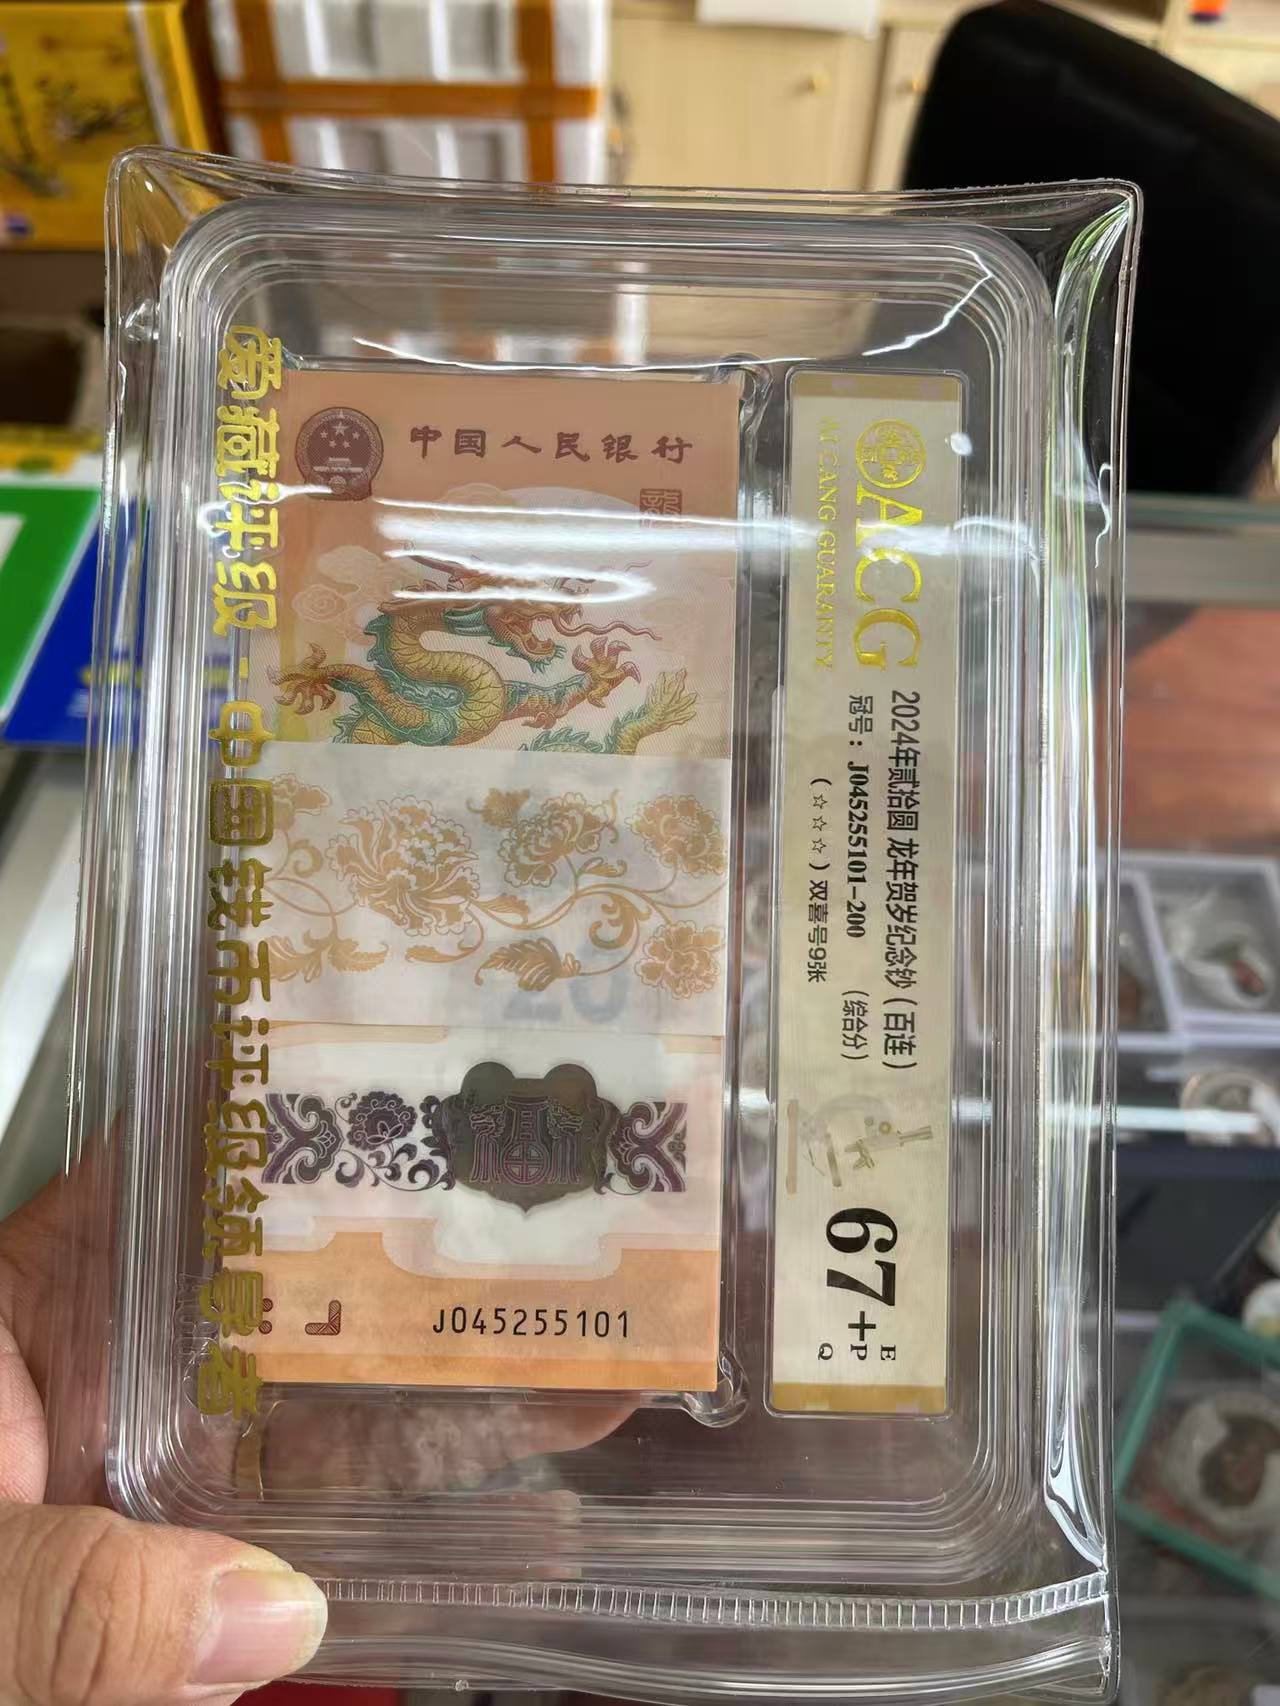 爱藏评级-中国钱币评级领导者
中国人民银行
J045255101
ACG
AI CANG GUARANTY
2024年贰拾圆 龙年贺岁纪念钞（百连）
冠号：J045255101-200 （综合分）
（☆☆☆）双喜号9张
67+
E
P
Q